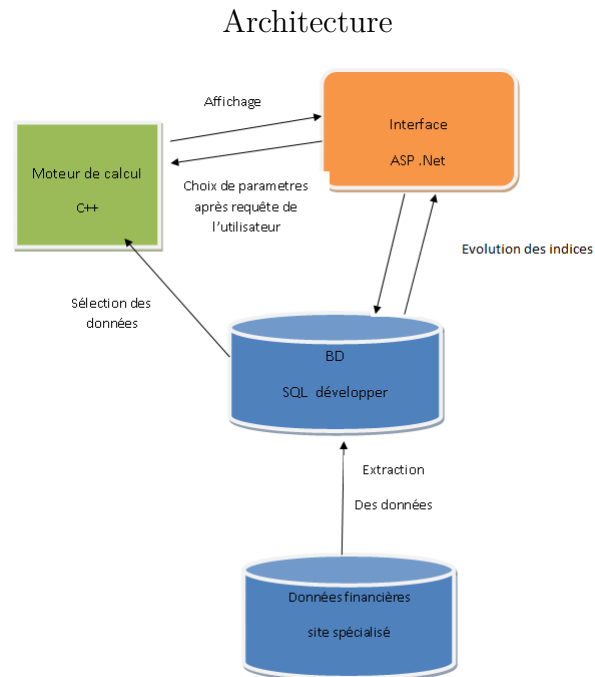 Architecture
Affichage
Interface
ASP .Net
Moteur de calcul
C++
Choix de parametres
après requête de
l'utilisateur
Evolution des indices
Sélection des
données
BD
SQL développer
Extraction
Des données
Données financières
site spécialisé